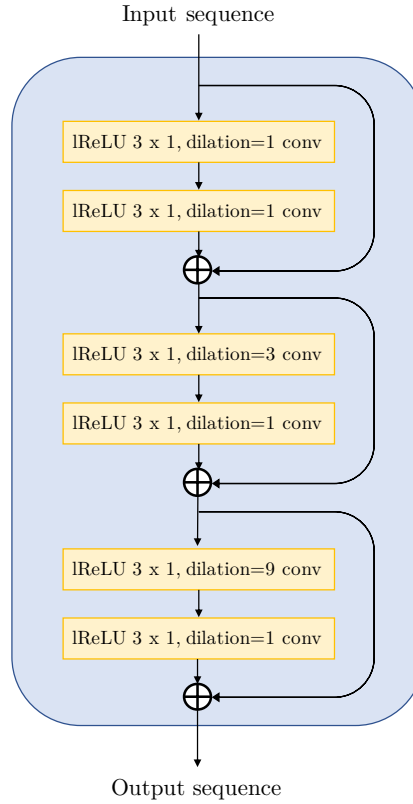 Input sequence
lReLU 3 x 1, dilation=1 conv
lReLU 3 x 1, dilation=1 conv
lReLU 3 x 1, dilation=3 conv
lReLU 3 x 1, dilation=1 conv
lReLU 3 x 1, dilation=9 conv
lReLU 3 x 1, dilation=1 conv
Output sequence